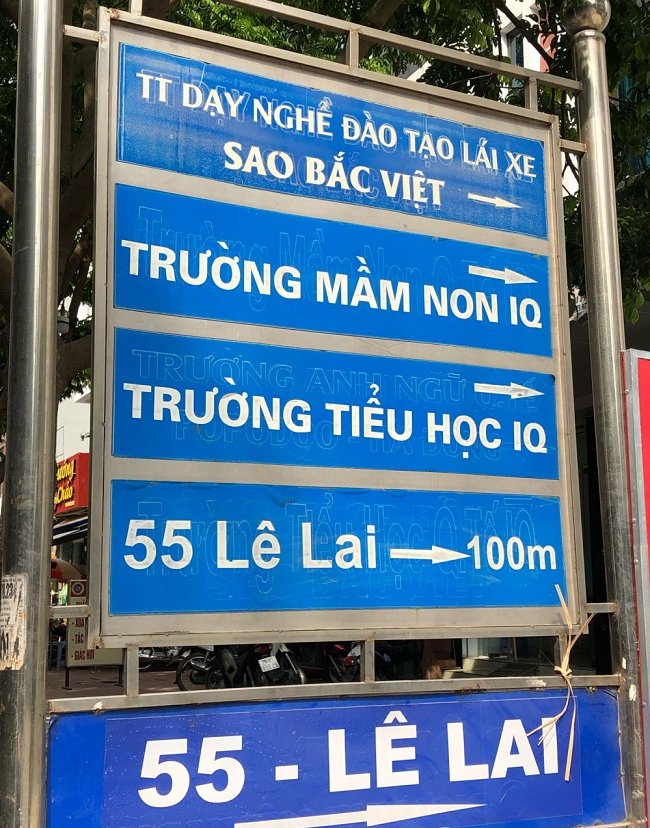 TT DẠY NGHỀ ĐÀO TẠO LÁI XE
SAO BẮC VIỆT
TRƯỜNG MẦM NON IQ
TRƯỜNG TIỂU HỌC IQ
55 Lê Lai 100m
55 - LÊ LAI